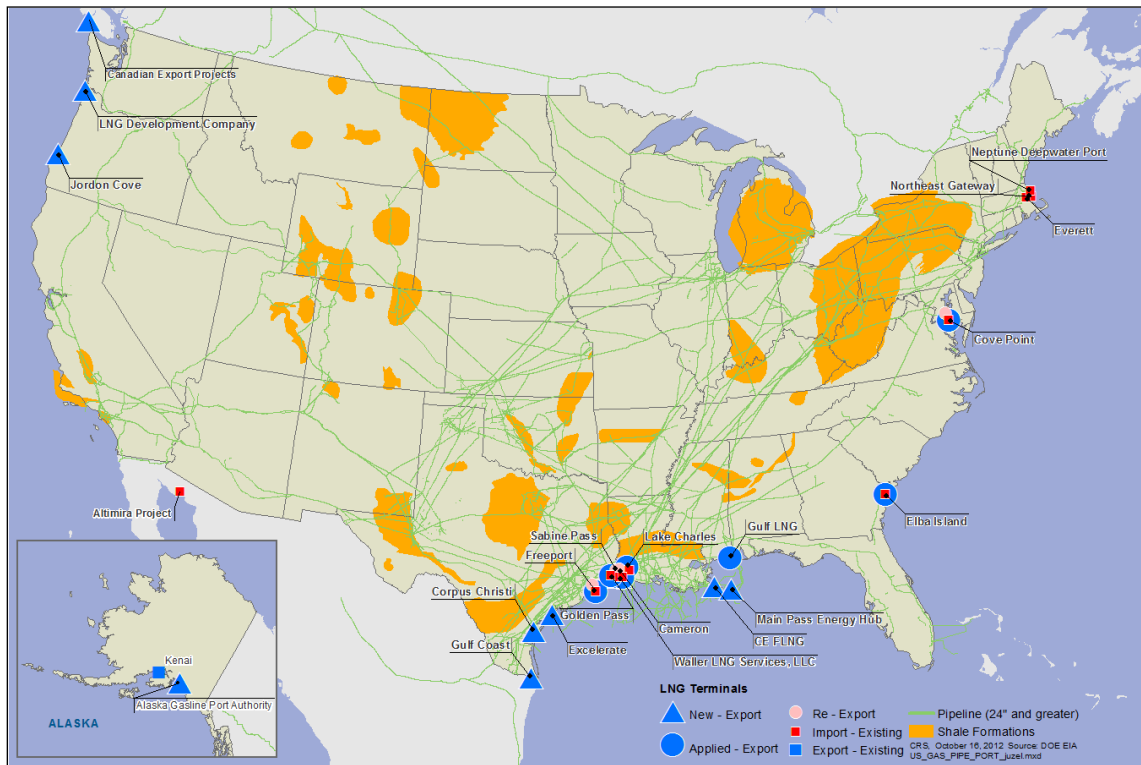 Canadian Export Projects
LNG Development Company
Jordon Cove
Neptune Deepwater Port
Northeast Gateway
Everett
Cove Point
Elba Island
Altimira Project
Sabine Pass
Lake Charles
Gulf LNG
Freeport
Corpus Christi
Golden Pass
Main Pass Energy Hub
Gulf Coast
Excelerate
Cameron
CE FLNG
Waller LNG Services, LLC
Kenai
Alaska Gasline Port Authority
ALASKA
LNG Terminals
New - Export
Applied - Export
Re - Export
Import - Existing
Export - Existing
Pipeline (24" and greater)
Shale Formations
CRS, October 16, 2012 Source: DOE EIA
US_GAS_PIPE_PORT_juzel.mxd